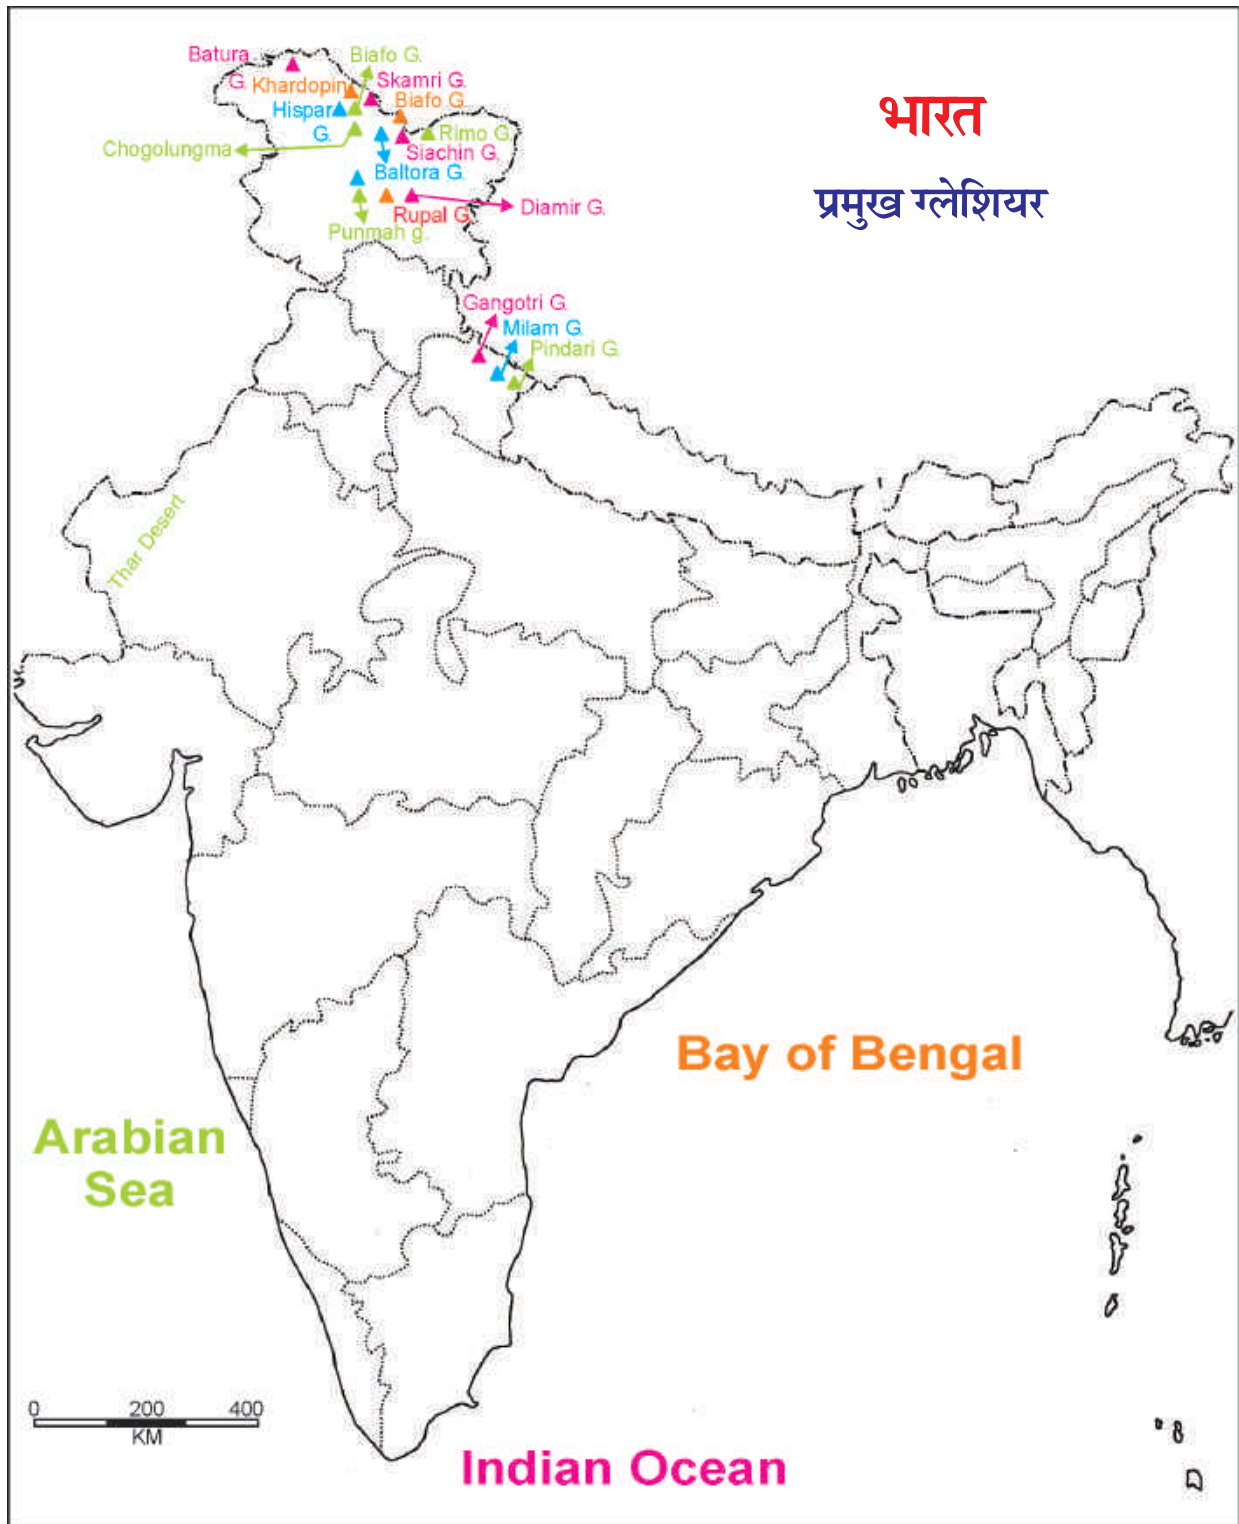 भारत
प्रमुख ग्लेशियर
Batura
G.
Biafo G.
Khardopin
Skamri G.
Hispar
G.
Biafo G.
Chogolungma
Rimo G.
Siachin G.
Baltora G.
Rupal G.
Diamir G.
Punmah g.
Gangotri G.
Milam G.
Pindari G.
Thar Desert
Bay of Bengal
Arabian
Sea
0 200 400
KM
Indian Ocean